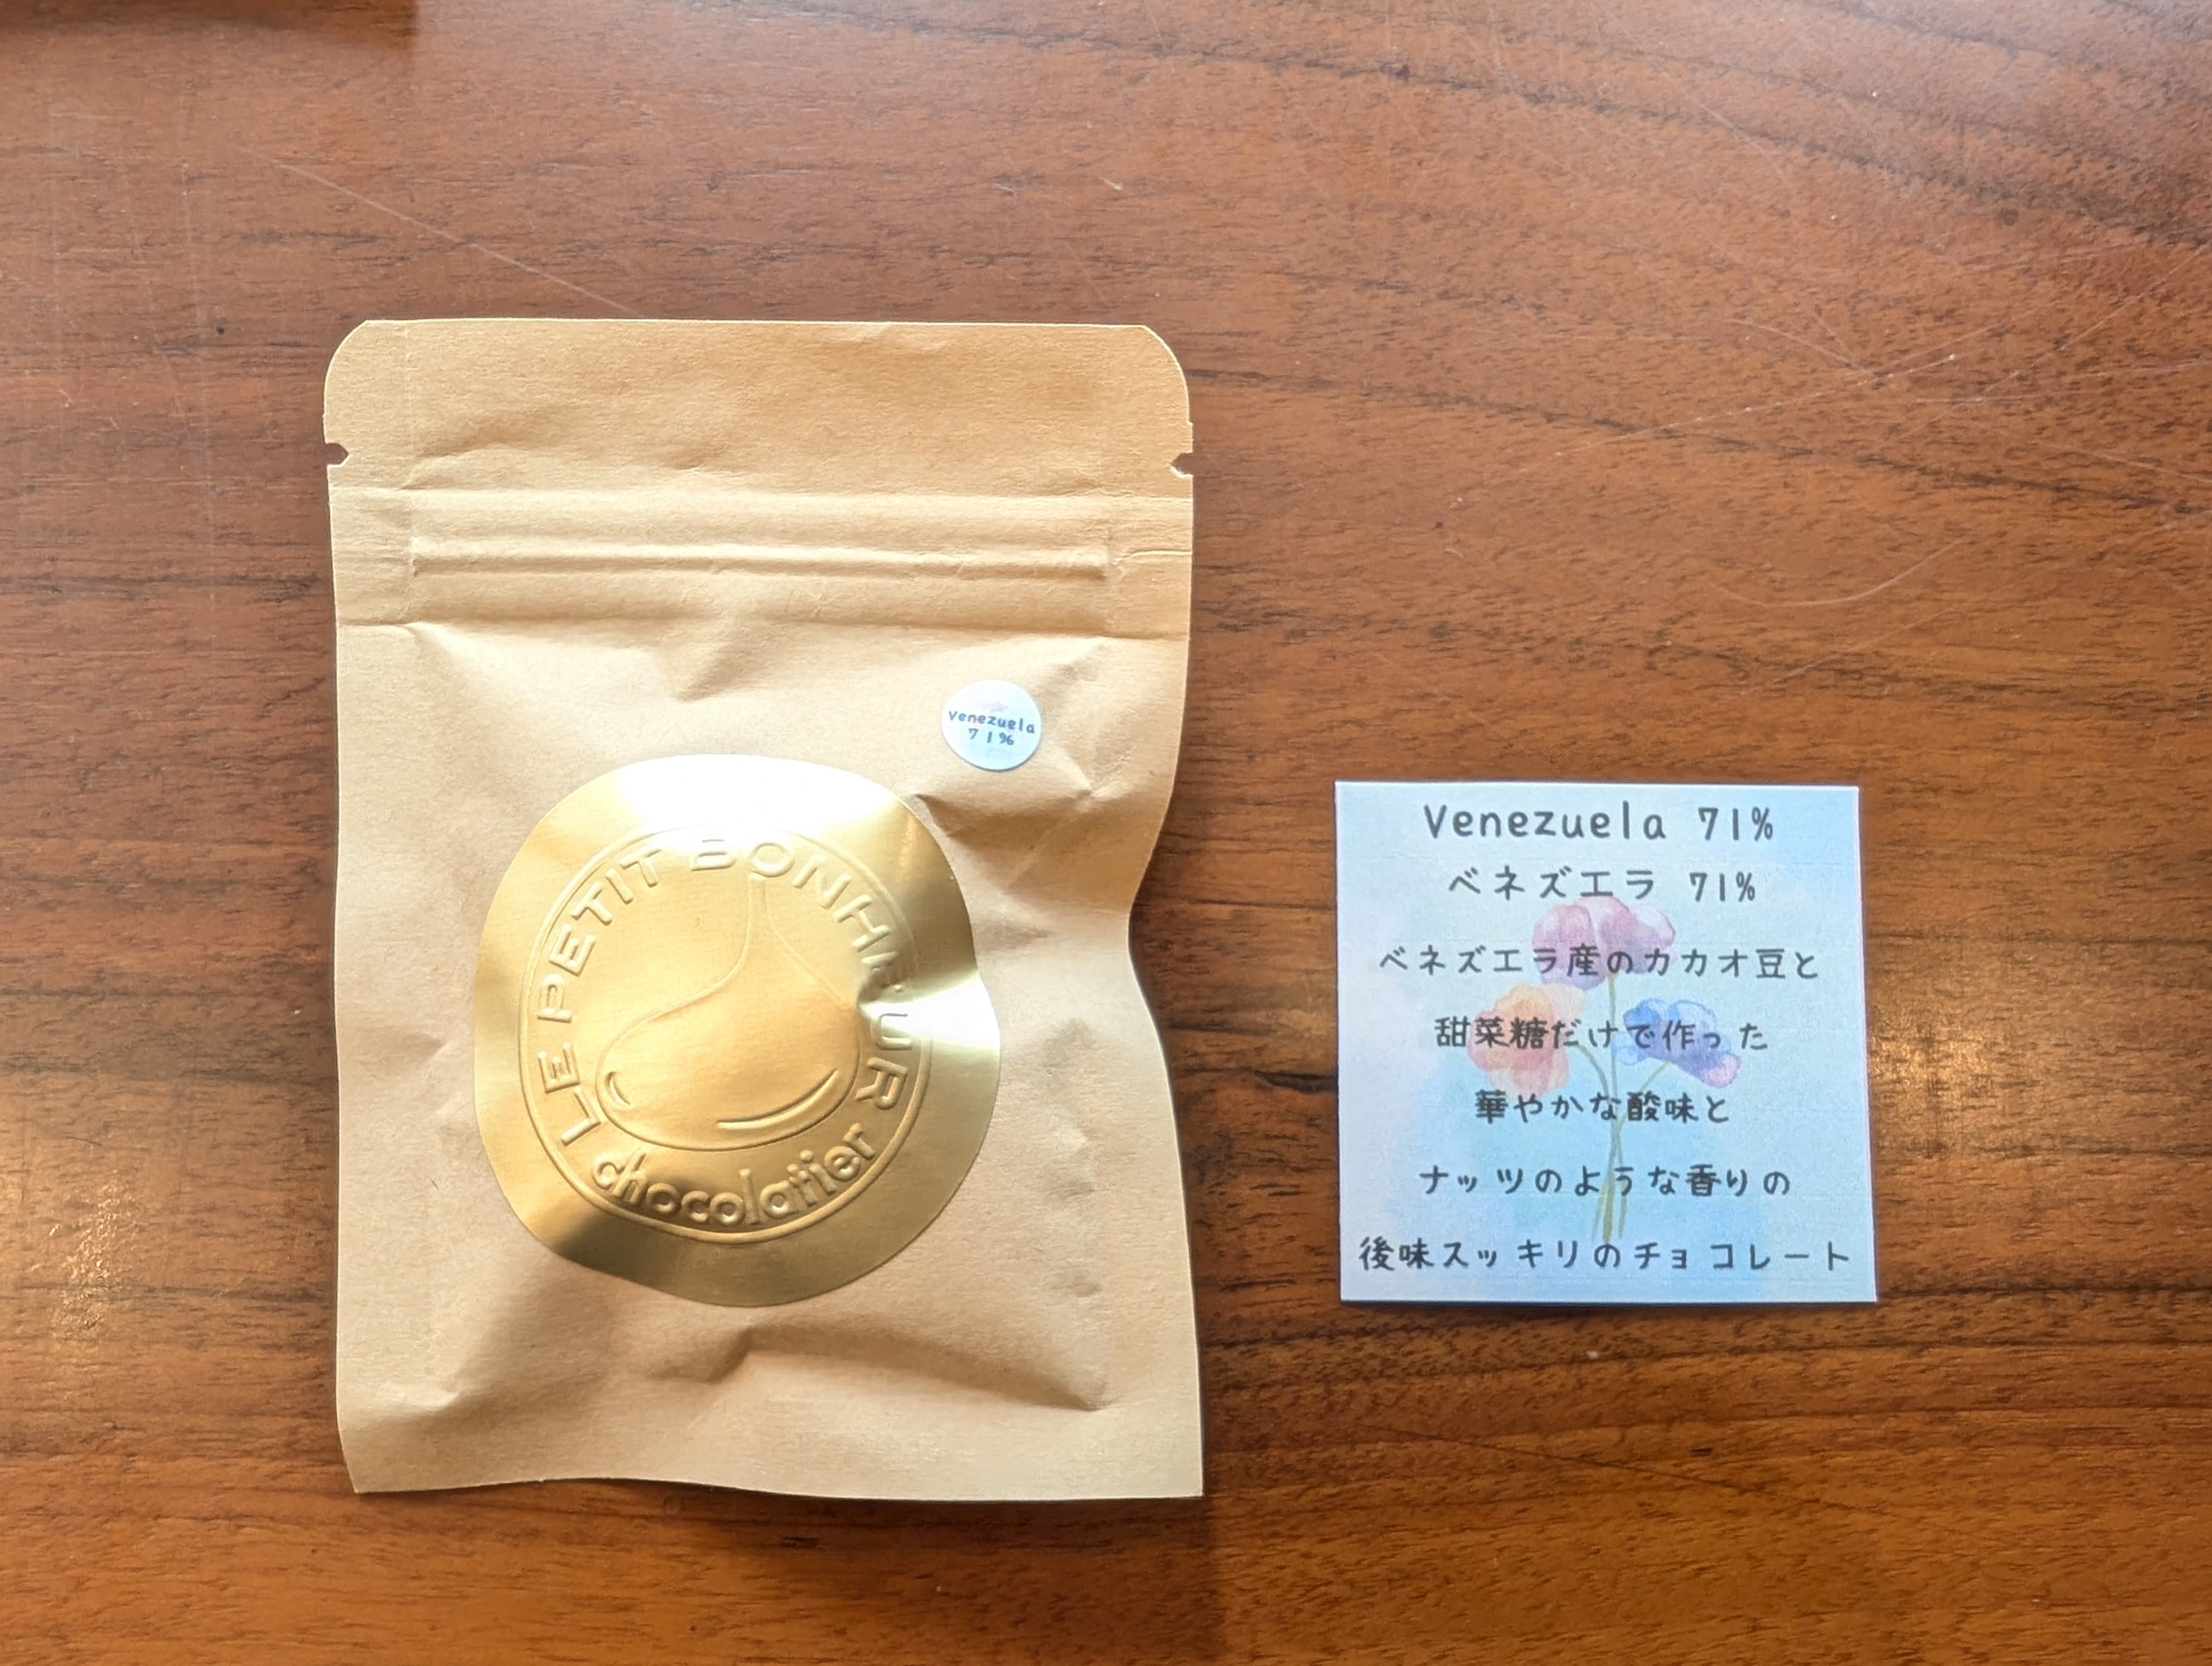 Venezuela
71%
LE PETIT BONHEUR
chocolatier
Venezuela 71%
ベネズエラ 71%
ベネズエラ産のカカオ豆と
甜菜糖だけで作った
華やかな酸味と
ナッツのような香りの
後味スッキリのチョコレート